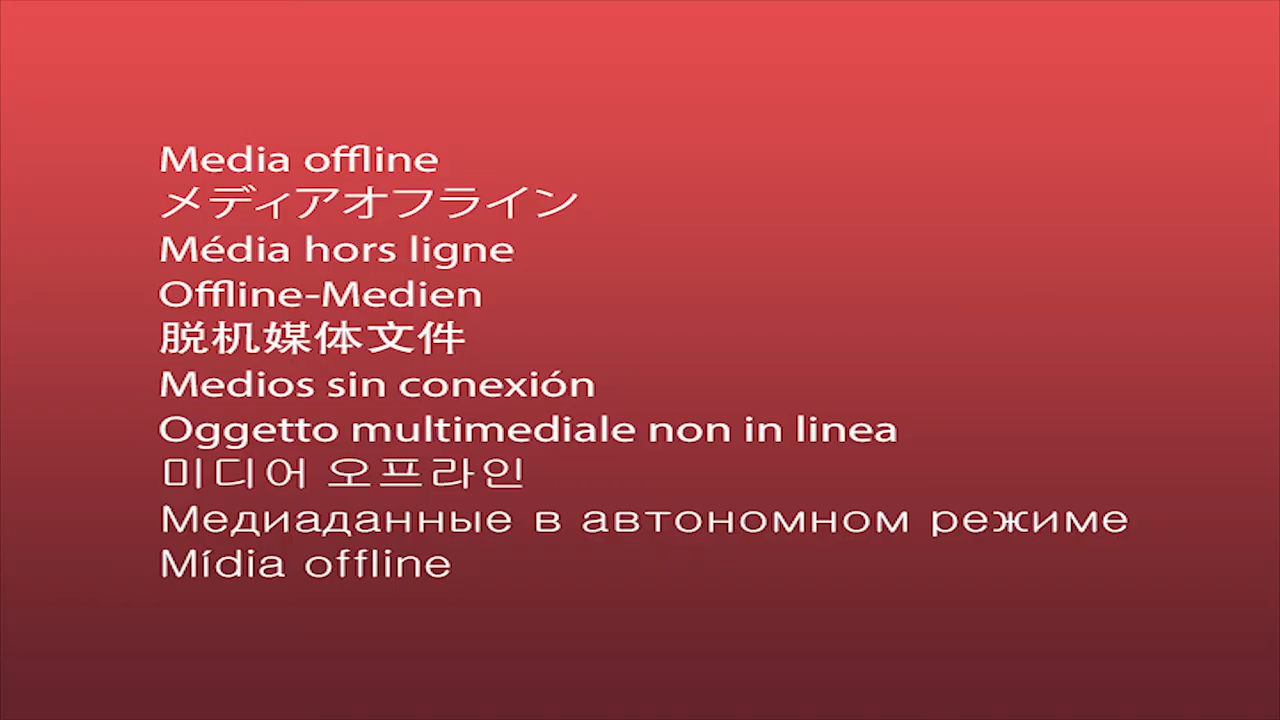 Media offline
メディアオフライン
Média hors ligne
Offline-Medien
脱机媒体文件
Medios sin conexión
Oggetto multimediale non in linea
미디어 오프라인
Медиаданные в автономном режиме
Mídia offline